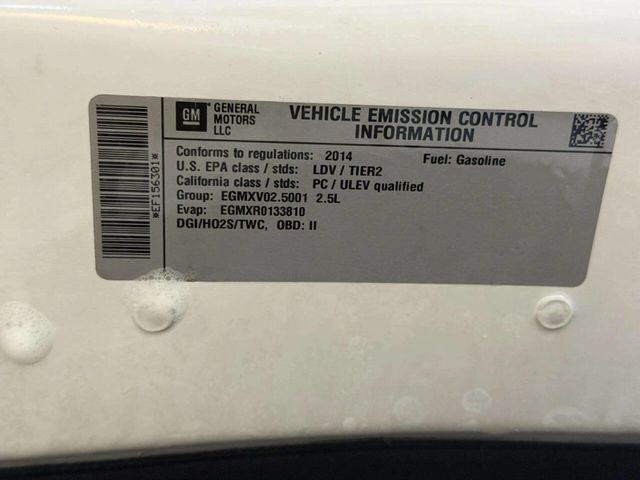 *EF156301*
GM
GENERAL
MOTORS
LLC
VEHICLE EMISSION CONTROL
INFORMATION
Conforms to regulations: 2014 Fuel: Gasoline
U.S. EPA class / stds: LDV / TIER2
California class / stds: PC / ULEV qualified
Group: EGMXV02.5001 2.5L
Evap: EGMXR0133810
DGI/HO2S/TWC, OBD: II